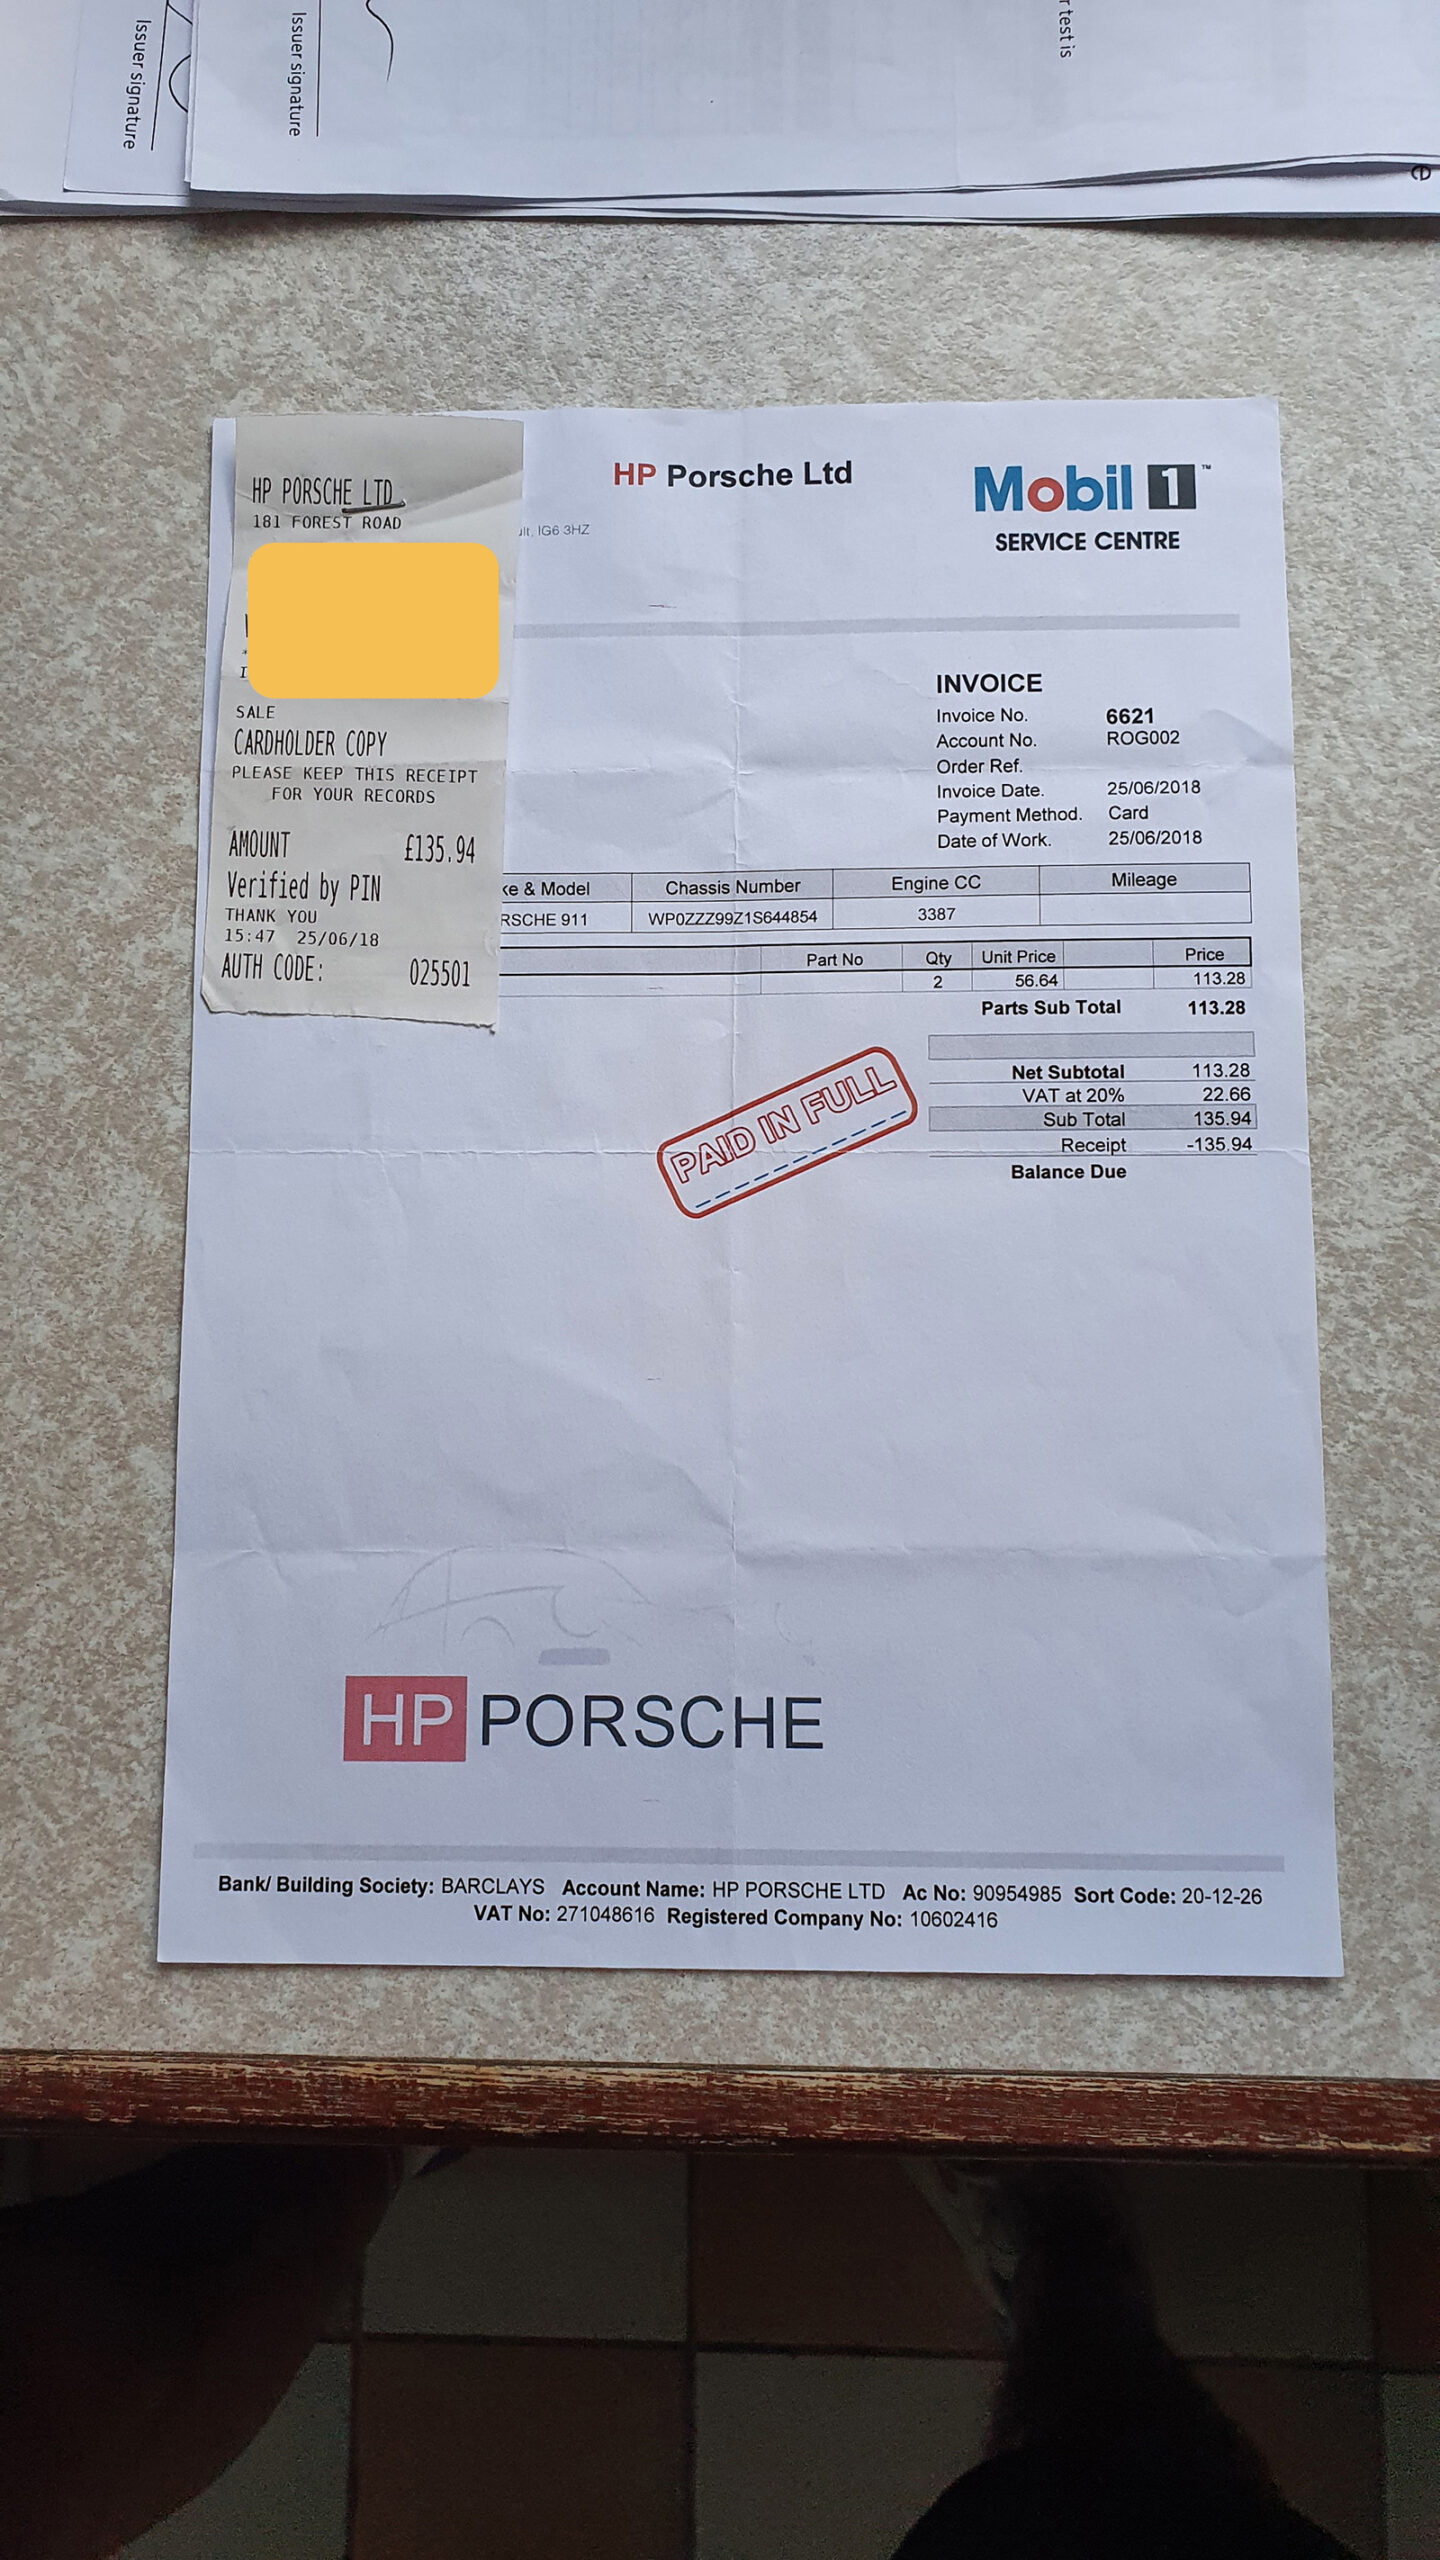 Issuer signature
Issuer signature
r test is
e
HP PORSCHE LTD
181 FOREST ROAD
SALE
CARDHOLDER COPY
PLEASE KEEP THIS RECEIPT
FOR YOUR RECORDS
AMOUNT £135.94
Verified by PIN
THANK YOU
15:47 25/06/18
AUTH CODE: 025501
HP Porsche Ltd
IG6 3HZ
Mobil 1™
SERVICE CENTRE
INVOICE
Invoice No. 6621
Account No. ROG002
Order Ref.
Invoice Date. 25/06/2018
Payment Method. Card
Date of Work. 25/06/2018
ke & Model Chassis Number Engine CC Mileage
RSCHE 911 WP0ZZZ99Z1S644854 3387
Part No Qty Unit Price Price
2 56.64 113.28
Parts Sub Total 113.28
Net Subtotal 113.28
VAT at 20% 22.66
Sub Total 135.94
Receipt -135.94
Balance Due
PAID IN FULL
HP PORSCHE
Bank/ Building Society: BARCLAYS Account Name: HP PORSCHE LTD Ac No: 90954985 Sort Code: 20-12-26
VAT No: 271048616 Registered Company No: 10602416